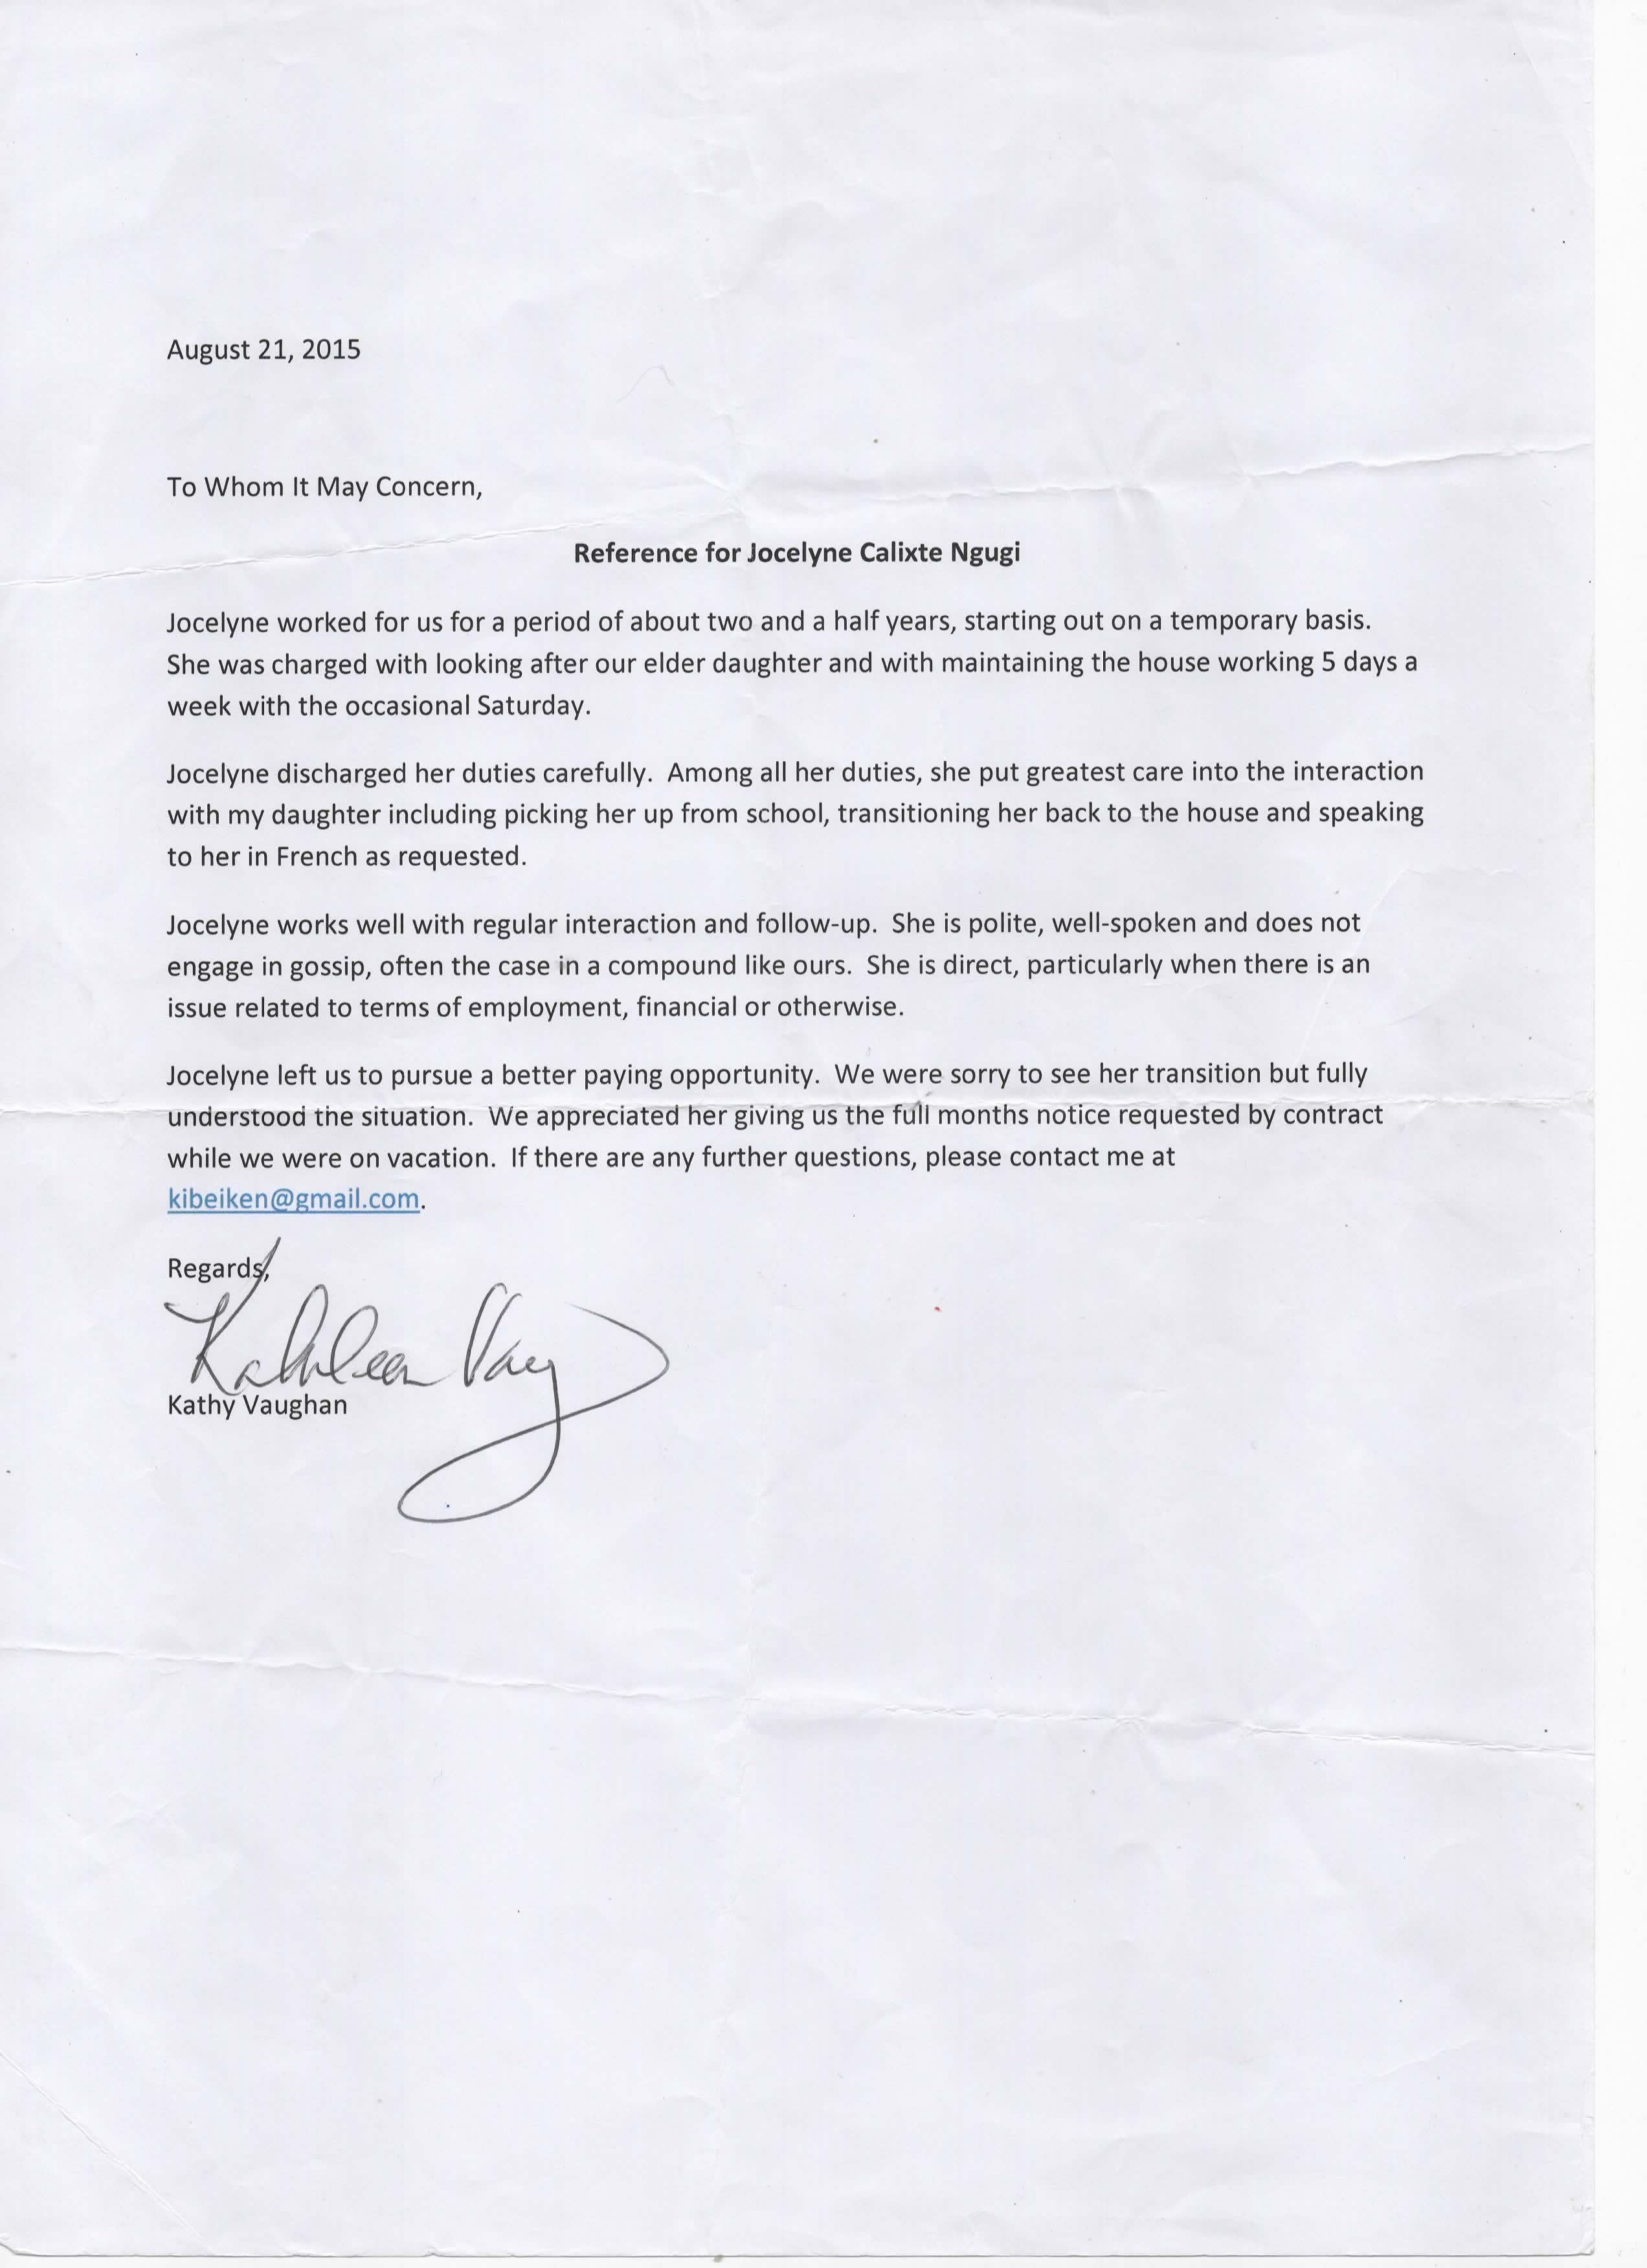 August 21, 2015
To Whom It May Concern,
Reference for Jocelyne Calixte Ngugi
Jocelyne worked for us for a period of about two and a half years, starting out on a temporary basis.
She was charged with looking after our elder daughter and with maintaining the house working 5 days a
week with the occasional Saturday.
Jocelyne discharged her duties carefully.  Among all her duties, she put greatest care into the interaction
with my daughter including picking her up from school, transitioning her back to the house and speaking
to her in French as requested.
Jocelyne works well with regular interaction and follow-up.  She is polite, well-spoken and does not
engage in gossip, often the case in a compound like ours.  She is direct, particularly when there is an
issue related to terms of employment, financial or otherwise.
Jocelyne left us to pursue a better paying opportunity.  We were sorry to see her transition but fully
understood the situation.  We appreciated her giving us the full months notice requested by contract
while we were on vacation.  If there are any further questions, please contact me at
kibeiken@gmail.com.
Regards,
Kathleen
Kathy Vaughan